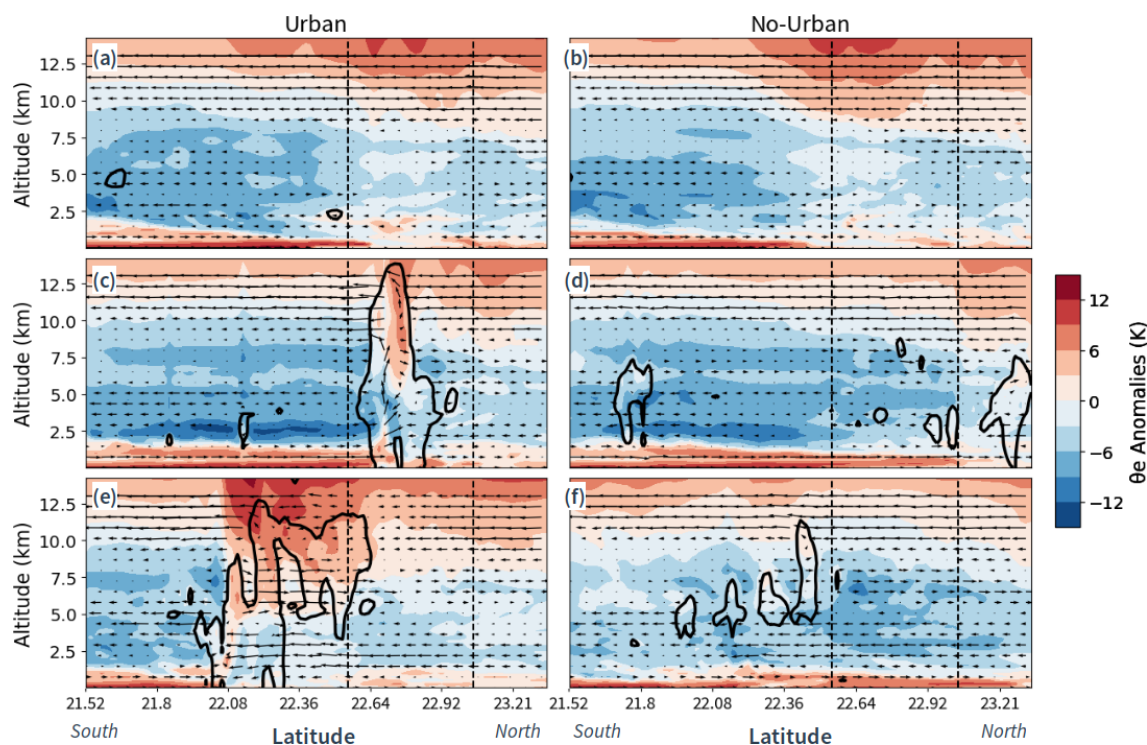 Urban No-Urban
(a) (b)
Altitude (km)
12.5
10.0
7.5
5.0
2.5
(c) (d)
Altitude (km)
12.5
10.0
7.5
5.0
2.5
(e) (f)
Altitude (km)
12.5
10.0
7.5
5.0
2.5
21.52 21.8 22.08 22.36 22.64 22.92 23.21
21.52 21.8 22.08 22.36 22.64 22.92 23.21
South Latitude North
South Latitude North
12
6
0
−6
−12
θe Anomalies (K)